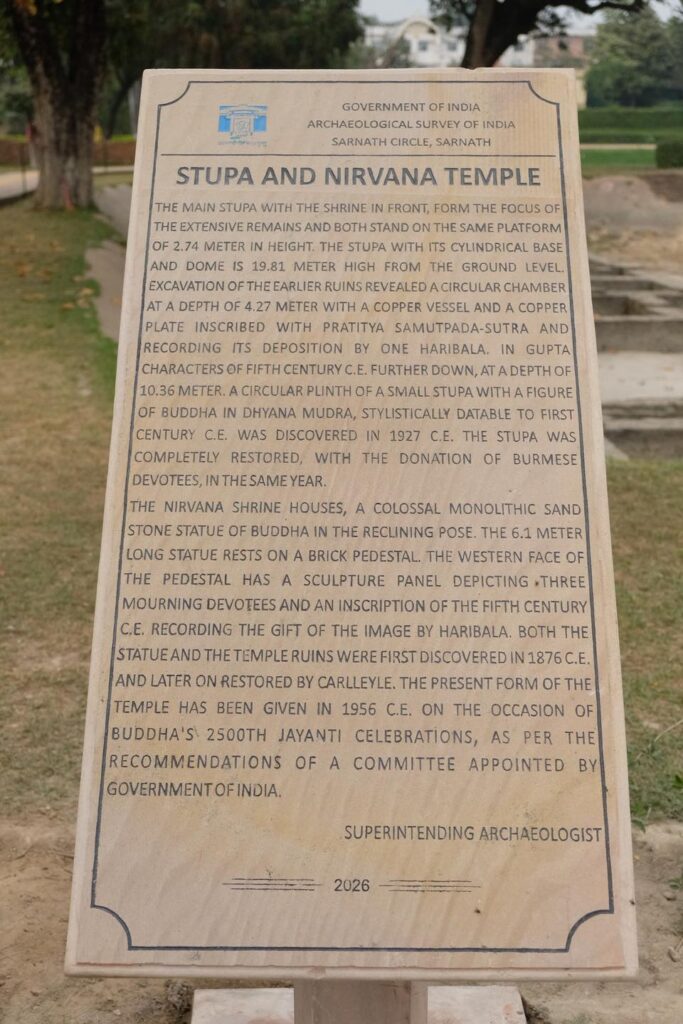 GOVERNMENT OF INDIA
ARCHAEOLOGICAL SURVEY OF INDIA
SARNATH CIRCLE, SARNATH
STUPA AND NIRVANA TEMPLE
THE MAIN STUPA WITH THE SHRINE IN FRONT, FORM THE FOCUS OF
THE EXTENSIVE REMAINS AND BOTH STAND ON THE SAME PLATFORM
OF 2.74 METER IN HEIGHT. THE STUPA WITH ITS CYLINDRICAL BASE
AND DOME IS 19.81 METER HIGH FROM THE GROUND LEVEL.
EXCAVATION OF THE EARLIER RUINS REVEALED A CIRCULAR CHAMBER
AT A DEPTH OF 4.27 METER WITH A COPPER VESSEL AND A COPPER
PLATE INSCRIBED WITH PRATITYA SAMUTPADA-SUTRA AND
RECORDING ITS DEPOSITION BY ONE HARIBALA. IN GUPTA
CHARACTERS OF FIFTH CENTURY C.E. FURTHER DOWN, AT A DEPTH OF
10.36 METER. A CIRCULAR PLINTH OF A SMALL STUPA WITH A FIGURE
OF BUDDHA IN DHYANA MUDRA, STYLISTICALLY DATABLE TO FIRST
CENTURY C.E. WAS DISCOVERED IN 1927 C.E. THE STUPA WAS
COMPLETELY RESTORED, WITH THE DONATION OF BURMESE
DEVOTEES, IN THE SAME YEAR.
THE NIRVANA SHRINE HOUSES, A COLOSSAL MONOLITHIC SAND
STONE STATUE OF BUDDHA IN THE RECLINING POSE. THE 6.1 METER
LONG STATUE RESTS ON A BRICK PEDESTAL. THE WESTERN FACE OF
THE PEDESTAL HAS A SCULPTURE PANEL DEPICTING THREE
MOURNING DEVOTEES AND AN INSCRIPTION OF THE FIFTH CENTURY
C.E. RECORDING THE GIFT OF THE IMAGE BY HARIBALA. BOTH THE
STATUE AND THE TEMPLE RUINS WERE FIRST DISCOVERED IN 1876 C.E.
AND LATER ON RESTORED BY CARLLEYLE. THE PRESENT FORM OF THE
TEMPLE HAS BEEN GIVEN IN 1956 C.E. ON THE OCCASION OF
BUDDHA'S 2500TH JAYANTI CELEBRATIONS, AS PER THE
RECOMMENDATIONS OF A COMMITTEE APPOINTED BY
GOVERNMENT OF INDIA.
SUPERINTENDING ARCHAEOLOGIST
2026